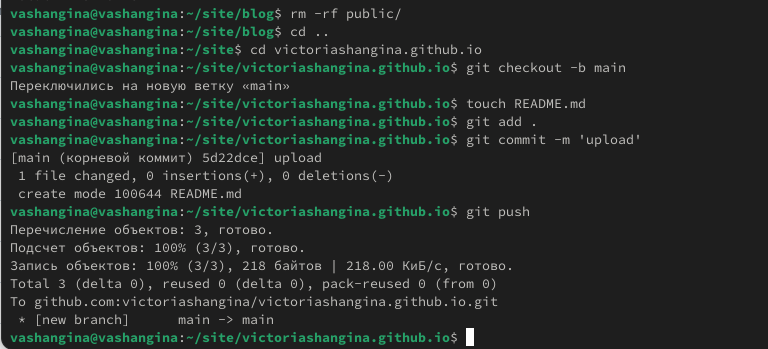 vashangina@vashangina:~/site/blog$ rm -rf public/
vashangina@vashangina:~/site/blog$ cd ..
vashangina@vashangina:~/site$ cd victoriashangina.github.io
vashangina@vashangina:~/site/victoriashangina.github.io$ git checkout -b main
Переключились на новую ветку «main»
vashangina@vashangina:~/site/victoriashangina.github.io$ touch README.md
vashangina@vashangina:~/site/victoriashangina.github.io$ git add .
vashangina@vashangina:~/site/victoriashangina.github.io$ git commit -m 'upload'
[main (корневой коммит) 5d22dce] upload
 1 file changed, 0 insertions(+), 0 deletions(-)
 create mode 100644 README.md
vashangina@vashangina:~/site/victoriashangina.github.io$ git push
Перечисление объектов: 3, готово.
Подсчет объектов: 100% (3/3), готово.
Запись объектов: 100% (3/3), 218 байтов | 218.00 КиБ/с, готово.
Total 3 (delta 0), reused 0 (delta 0), pack-reused 0 (from 0)
To github.com:victoriashangina/victoriashangina.github.io.git
 * [new branch]      main -> main
vashangina@vashangina:~/site/victoriashangina.github.io$